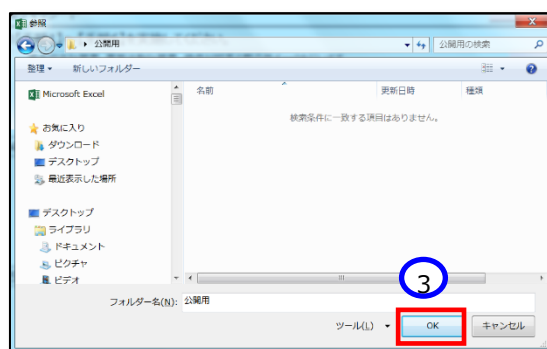 参照
公開用
公開用の検索
整理 新しいフォルダー
Microsoft Excel
名前 更新日時 種類
検索条件に一致する項目はありません。
お気に入り
ダウンロード
デスクトップ
最近表示した場所
デスクトップ
ライブラリ
ドキュメント
ピクチャ
ビデオ
フォルダー名(N): 公開用
3
ツール(L) OK キャンセル